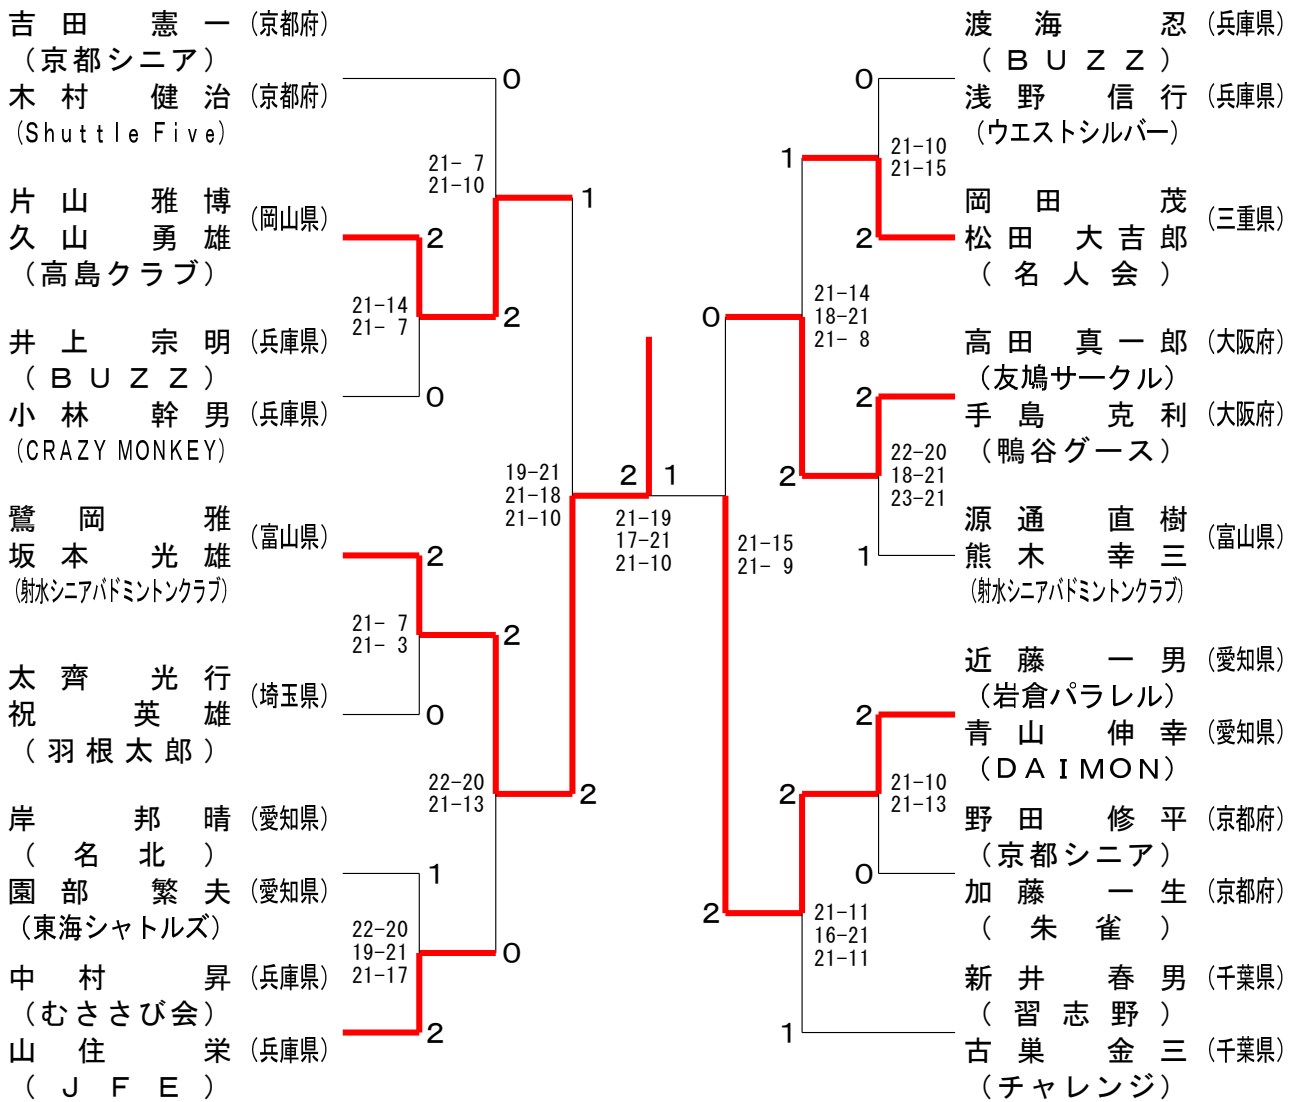 吉田 憲一 (京都府)
(京都シニア)
木村 健治 (京都府)
(Shuttle Five)
片山 雅博
久山 勇雄
(岡山県)
(高島クラブ)
井上 宗明 (兵庫県)
(BUZZ)
小林 幹男 (兵庫県)
(CRAZY MONKEY)
鷺岡 雅
坂本 光雄
(富山県)
(射水シニアバドミントンクラブ)
太齊 光行
祝 英雄
(埼玉県)
(羽根太郎)
岸 邦晴 (愛知県)
(名北)
園部 繁夫 (愛知県)
(東海シャトルズ)
中村 昇 (兵庫県)
(むささび会)
山住 栄 (兵庫県)
(JFE)
0
21- 7
21-10
1
2
21-14
21- 7
2
0
19-21
21-18
21-10
2
21- 7
21- 3
2
0
22-20
21-13
2
1
22-20
19-21
21-17
0
2
2 1
21-19
17-21
21-10
0
1
21-10
21-15
2
0
21-14
18-21
21- 8
2
2
22-20
18-21
23-21
1
21-15
21- 9
2
2
21-10
21-13
0
2
21-11
16-21
21-11
1
渡海 忍 (兵庫県)
(BUZZ)
浅野 信行 (兵庫県)
(ウエストシルバー)
岡田 茂
松田 大吉郎
(三重県)
(名人会)
高田 真一郎 (大阪府)
(友鳩サークル)
手島 克利 (大阪府)
(鴨谷グース)
源通 直樹
熊木 幸三
(富山県)
(射水シニアバドミントンクラブ)
近藤 一男 (愛知県)
(岩倉パラレル)
青山 伸幸 (愛知県)
(DAIMON)
野田 修平 (京都府)
(京都シニア)
加藤 一生 (京都府)
(朱雀)
新井 春男 (千葉県)
(習志野)
古巣 金三 (千葉県)
(チャレンジ)